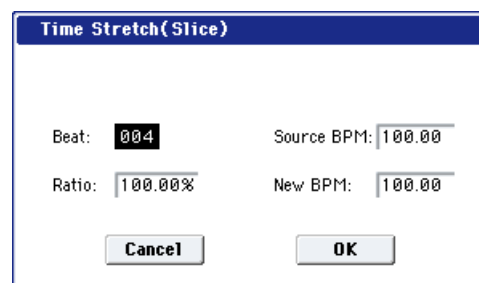 Time Stretch(Slice)
Beat: 004 Source BPM: 100.00
Ratio: 100.00% New BPM: 100.00
Cancel OK